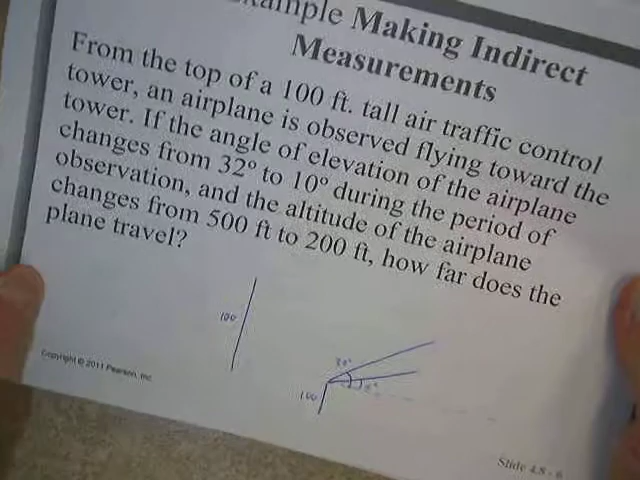 Making Indirect
Measurements
From the top of a 100 ft. tall air traffic control
tower, an airplane is observed flying toward the
tower. If the angle of elevation of the airplane
changes from 32° to 10° during the period of
observation, and the altitude of the airplane
changes from 500 ft to 200 ft, how far does the
plane travel?
100
100
Copyright © 2011 Pearson, Inc.
Slide 4.8 -